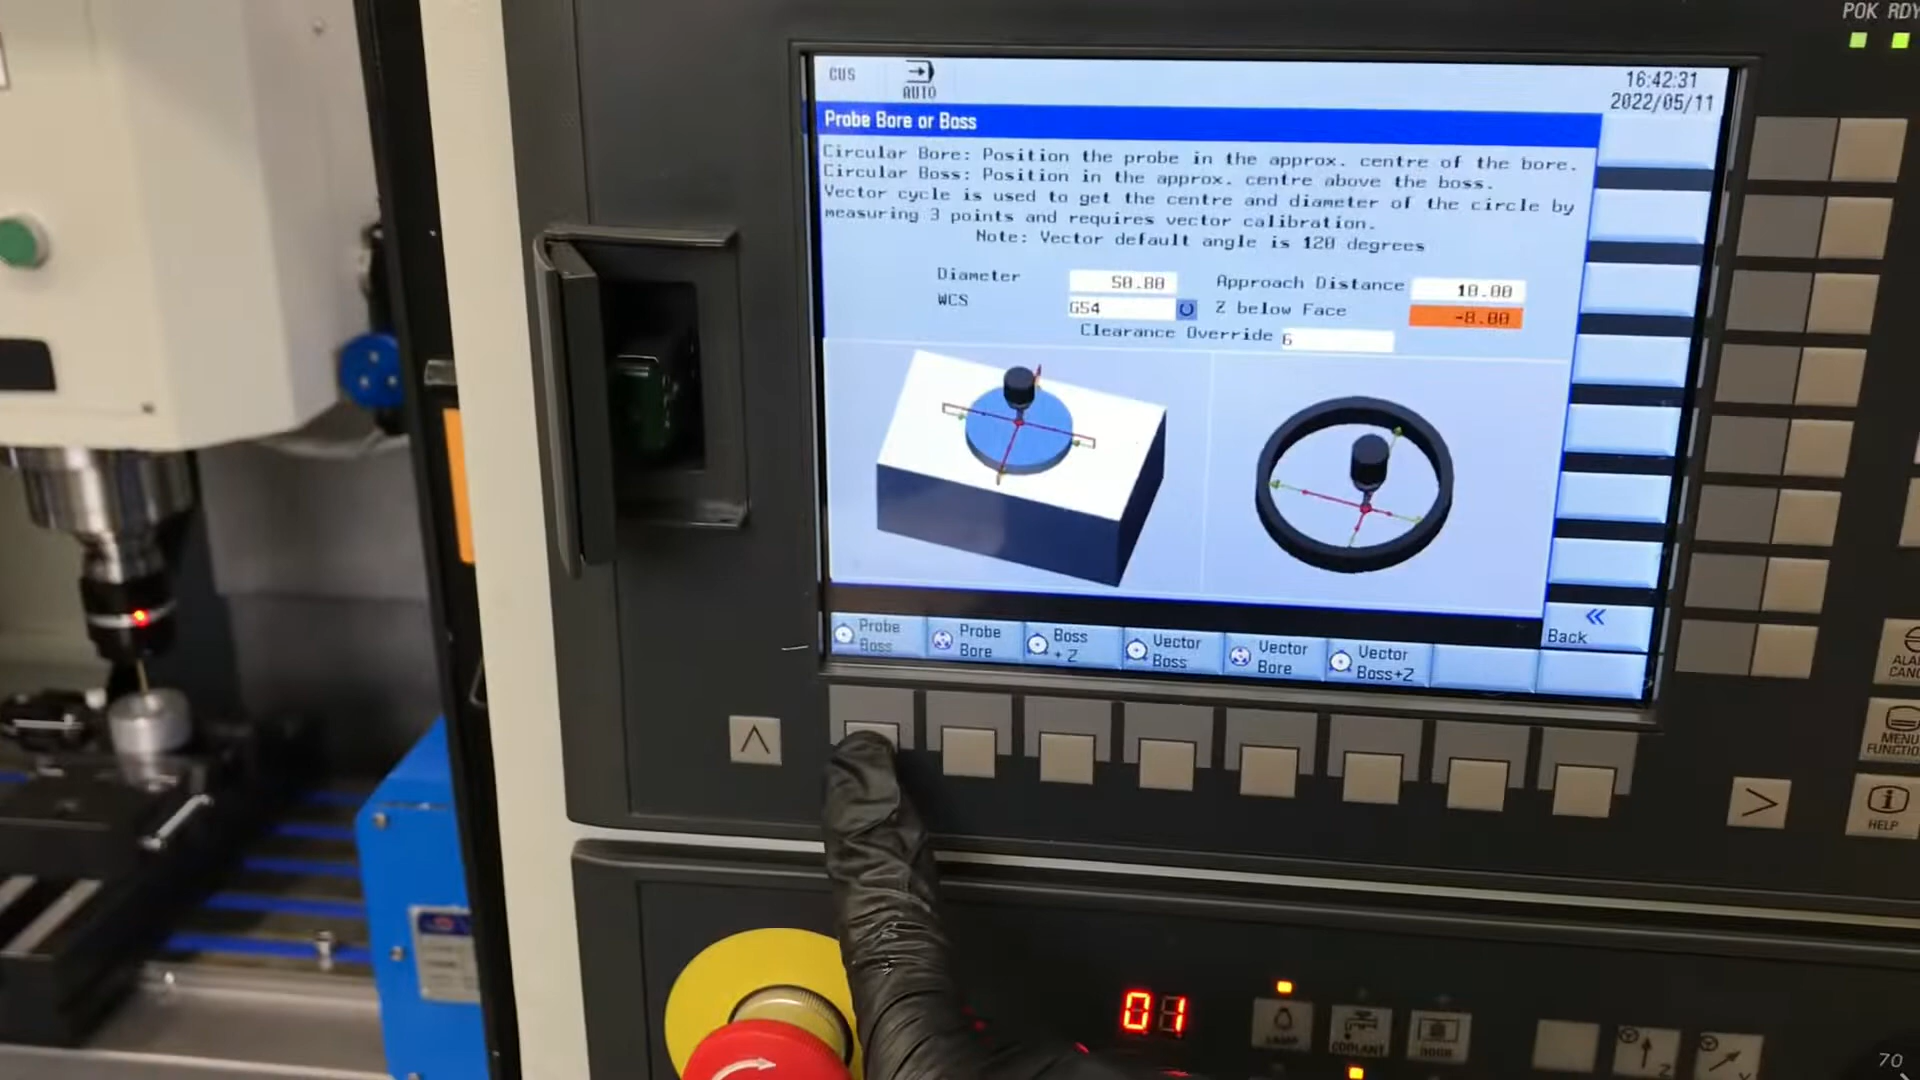 POK RDY
CUS
AUTO
16:42:31
2022/05/11
Probe Bore or Boss
Circular Bore: Position the probe in the approx. centre of the bore.
Circular Boss: Position in the approx. centre above the boss.
Vector cycle is used to get the centre and diameter of the circle by
measuring 3 points and requires vector calibration.
Note: Vector default angle is 120 degrees
Diameter 50.80 Approach Distance 10.00
WCS G54 Z below Face -8.00
Clearance Override 6
Probe Boss
Probe Bore
Boss + Z
Vector Boss
Vector Bore
Vector Boss+Z
«
Back
MENU
HELP
01
LAMP
COOLANT
DOOR
Z
70